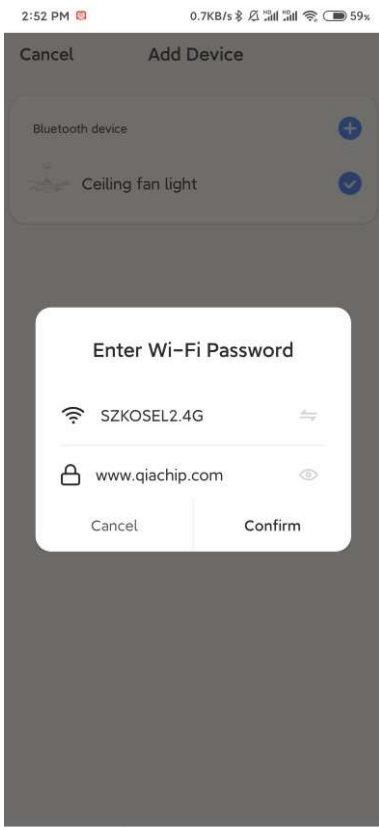 2:52 PM 0.7KB/s 59%
Cancel Add Device
Bluetooth device
Ceiling fan light
Enter Wi-Fi Password
SZKOSEL2.4G
www.qiachip.com
Cancel Confirm